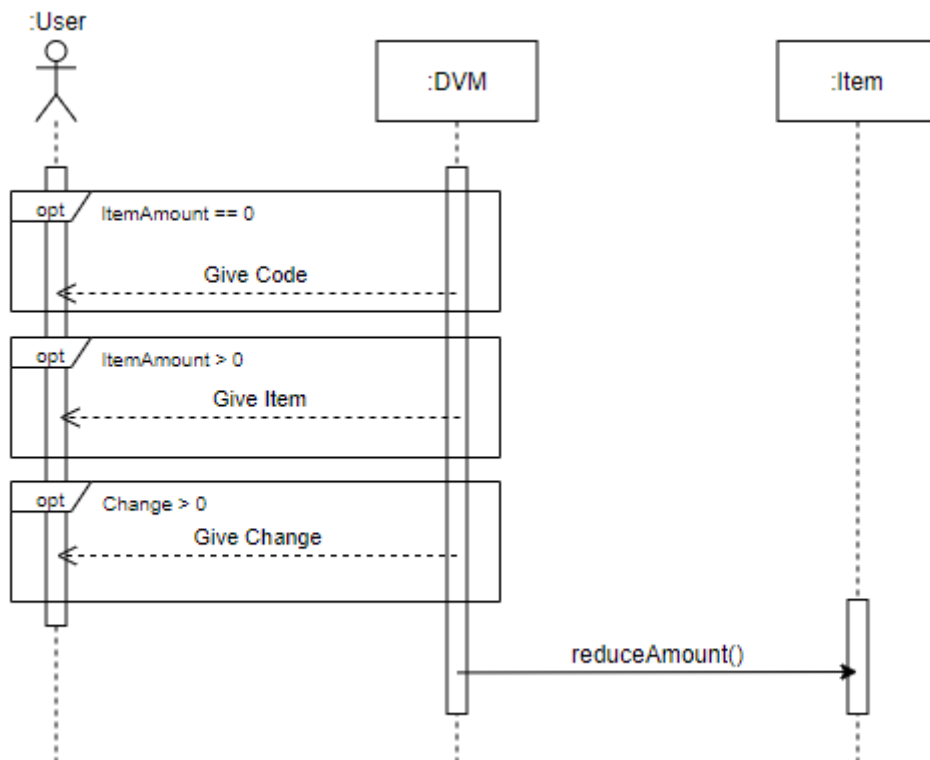 :User
:DVM
:Item
opt
ItemAmount == 0
Give Code
opt
ItemAmount > 0
Give Item
opt
Change > 0
Give Change
reduceAmount()